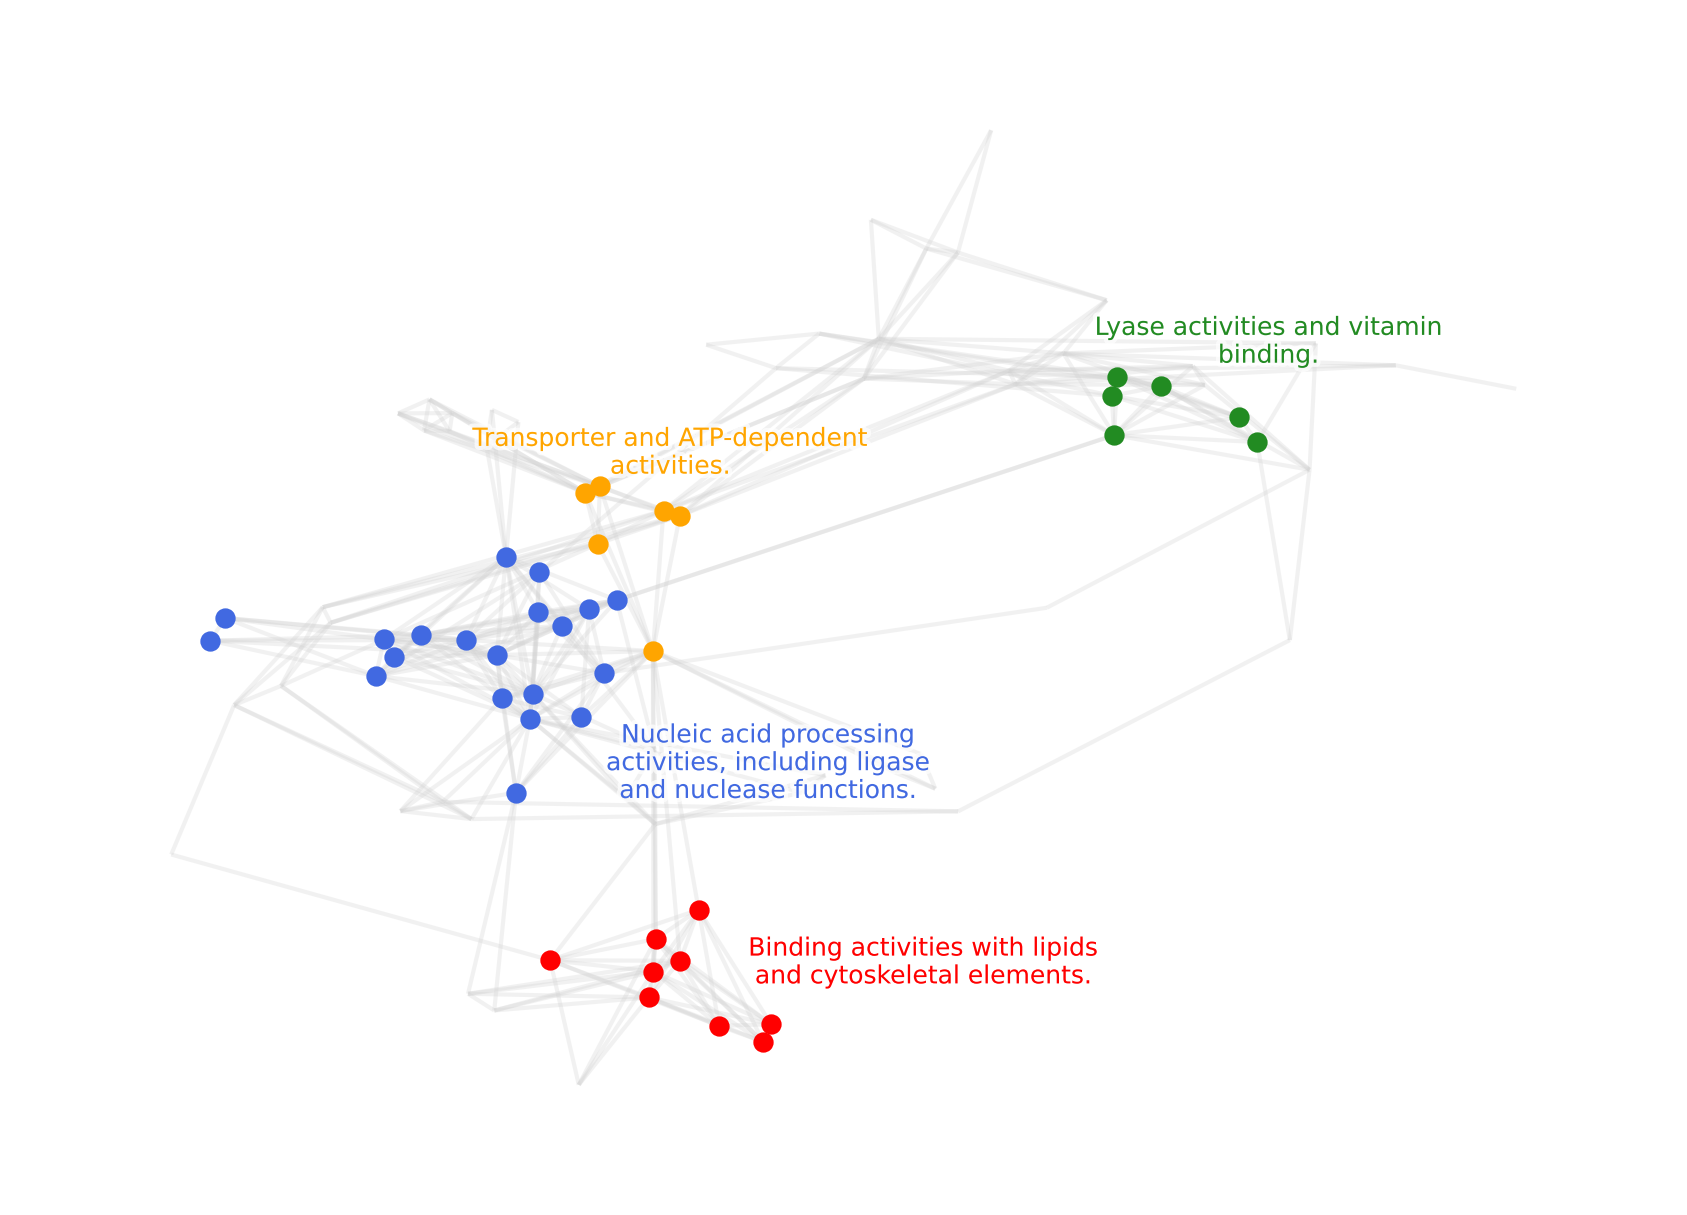 Lyase activities and vitamin
binding.
Transporter and ATP-dependent
activities.
Nucleic acid processing
activities, including ligase
and nuclease functions.
Binding activities with lipids
and cytoskeletal elements.